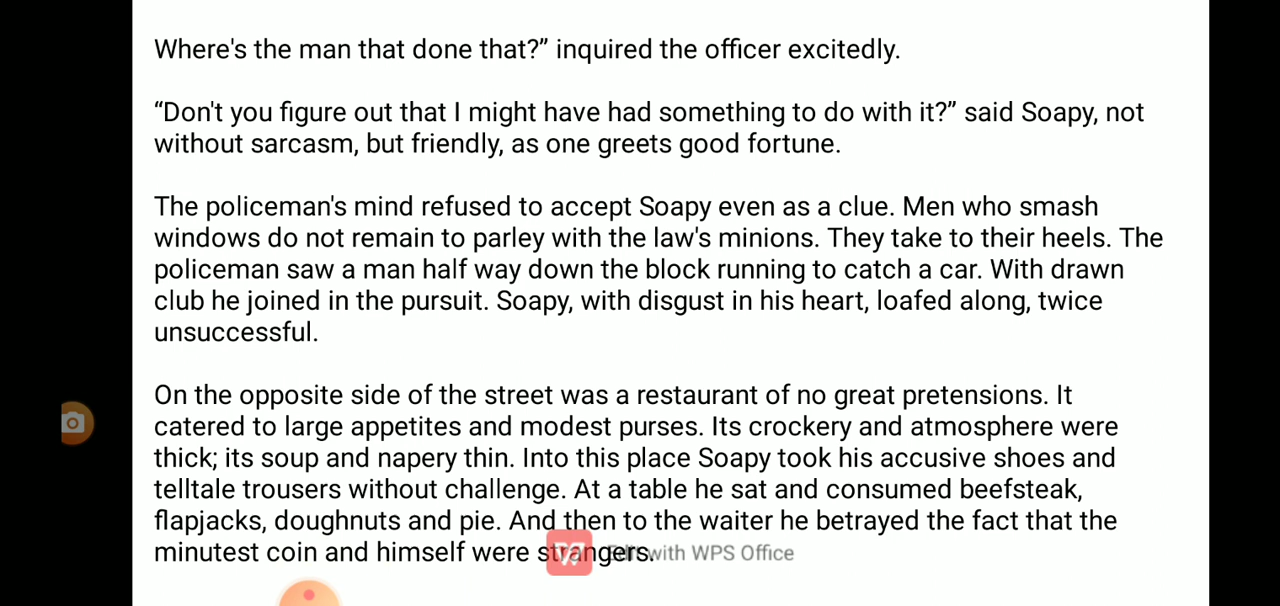 Where's the man that done that?” inquired the officer excitedly.
“Don't you figure out that I might have had something to do with it?” said Soapy, not
without sarcasm, but friendly, as one greets good fortune.
The policeman's mind refused to accept Soapy even as a clue. Men who smash
windows do not remain to parley with the law's minions. They take to their heels. The
policeman saw a man half way down the block running to catch a car. With drawn
club he joined in the pursuit. Soapy, with disgust in his heart, loafed along, twice
unsuccessful.
On the opposite side of the street was a restaurant of no great pretensions. It
catered to large appetites and modest purses. Its crockery and atmosphere were
thick; its soup and napery thin. Into this place Soapy took his accusive shoes and
telltale trousers without challenge. At a table he sat and consumed beefsteak,
flapjacks, doughnuts and pie. And then to the waiter he betrayed the fact that the
minutest coin and himself were strangers.
Edit with WPS Office